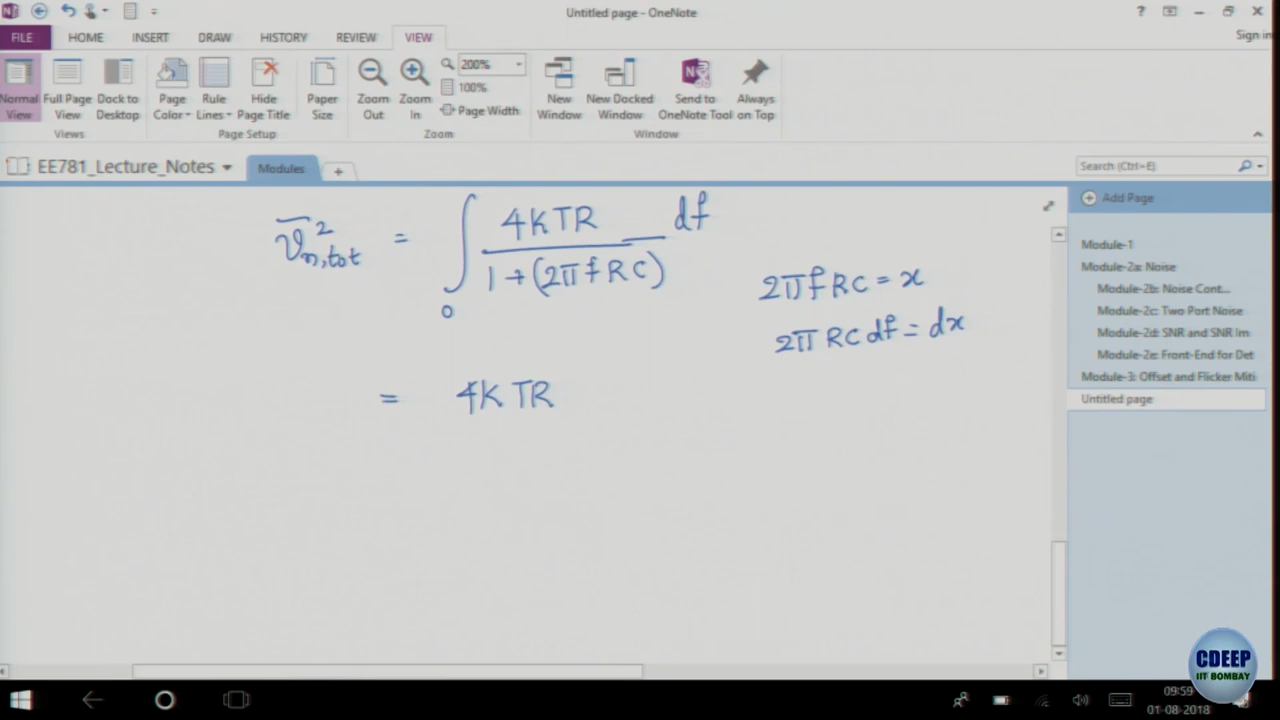 Untitled page - OneNote
FILE HOME INSERT DRAW HISTORY REVIEW VIEW
Sign in
Normal View
Full Page View
Dock to Desktop
Views
Page Color
Rule Lines
Hide Page Title
Page Setup
Paper Size
Zoom Out
Zoom In
200%
100%
Page Width
Zoom
New Window
New Docked Window
Send to OneNote Tool
Always on Top
Window
EE781_Lecture_Notes
Modules
Search (Ctrl+E)
Add Page
Module-1
Module-2a: Noise
Module-2b: Noise Cont...
Module-2c: Two Port Noise
Module-2d: SNR and SNR Im
Module-2e: Front-End for Det
Module-3: Offset and Flicker Miti
Untitled page
v̄²n,tot = ∫0 4KTR / 1+(2πfRC) df
2πfRC = x
2πRC df = dx
= 4KTR
CDEEP
IIT BOMBAY
09:59
01-08-2018